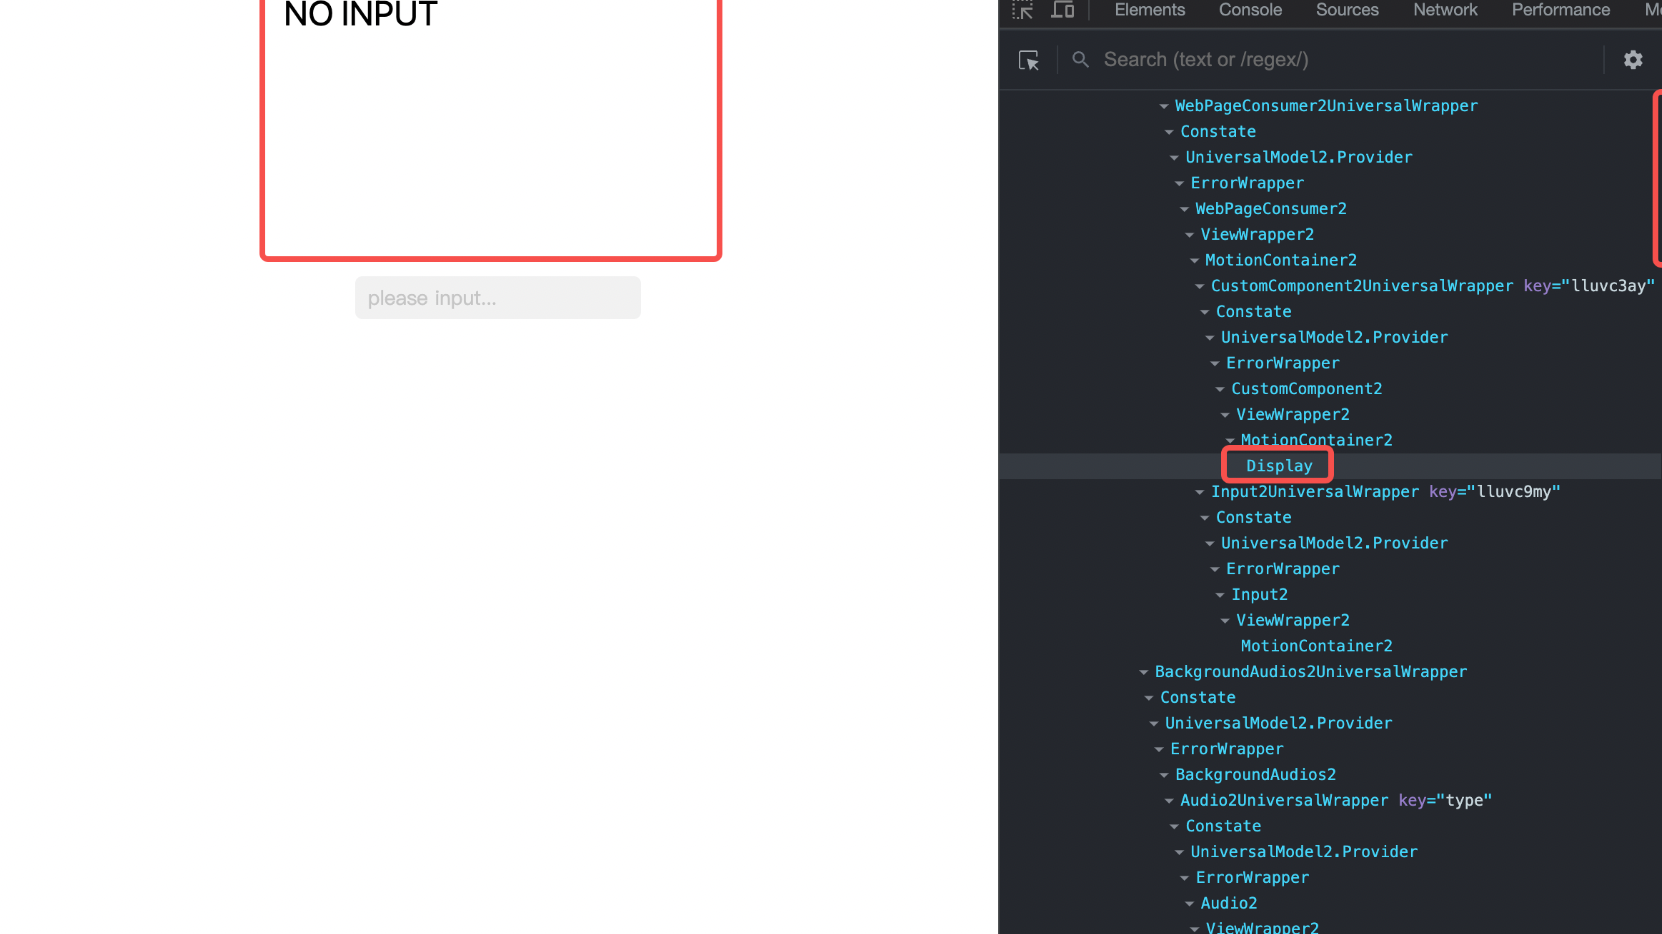 NO INPUT
please input...
Elements Console Sources Network Performance
Search (text or /regex/)
WebPageConsumer2UniversalWrapper
Constate
UniversalModel2.Provider
ErrorWrapper
WebPageConsumer2
ViewWrapper2
MotionContainer2
CustomComponent2UniversalWrapper key="lluvc3ay"
Constate
UniversalModel2.Provider
ErrorWrapper
CustomComponent2
ViewWrapper2
MotionContainer2
Display
Input2UniversalWrapper key="lluvc9my"
Constate
UniversalModel2.Provider
ErrorWrapper
Input2
ViewWrapper2
MotionContainer2
BackgroundAudios2UniversalWrapper
Constate
UniversalModel2.Provider
ErrorWrapper
BackgroundAudios2
Audio2UniversalWrapper key="type"
Constate
UniversalModel2.Provider
ErrorWrapper
Audio2
ViewWrapper2